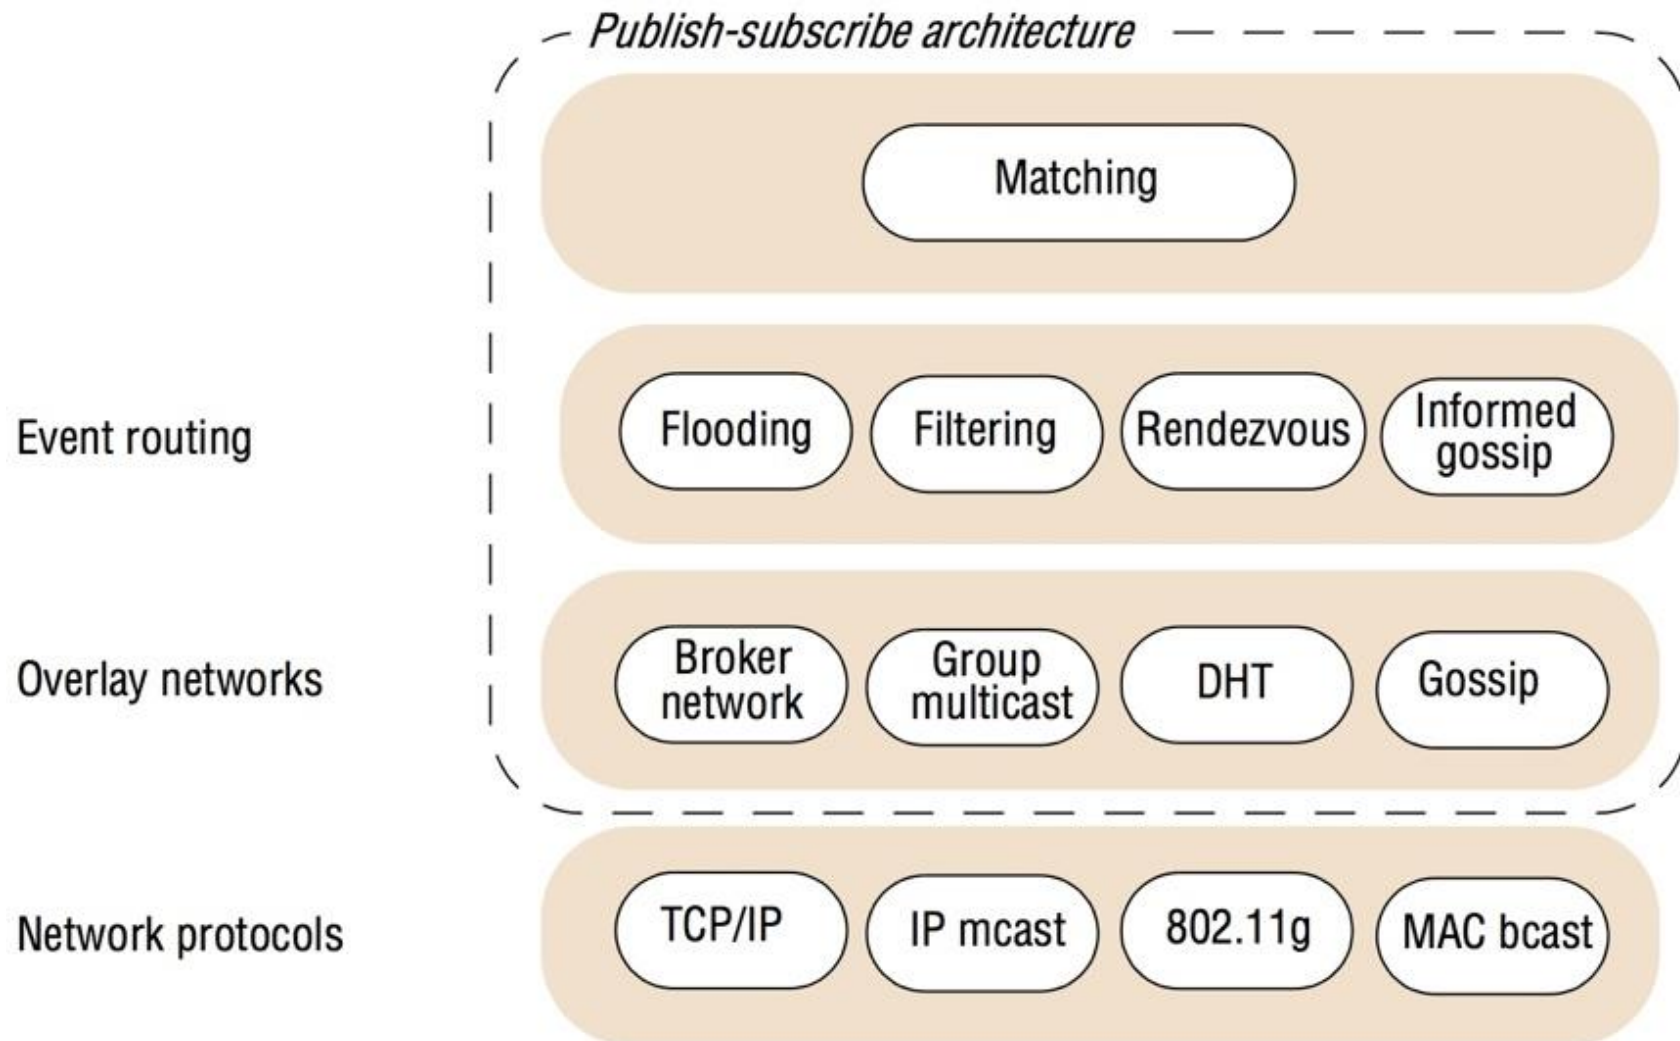 Publish-subscribe architecture
Matching
Event routing
Flooding
Filtering
Rendezvous
Informed
gossip
Overlay networks
Broker
network
Group
multicast
DHT
Gossip
Network protocols
TCP/IP
IP mcast
802.11g
MAC bcast